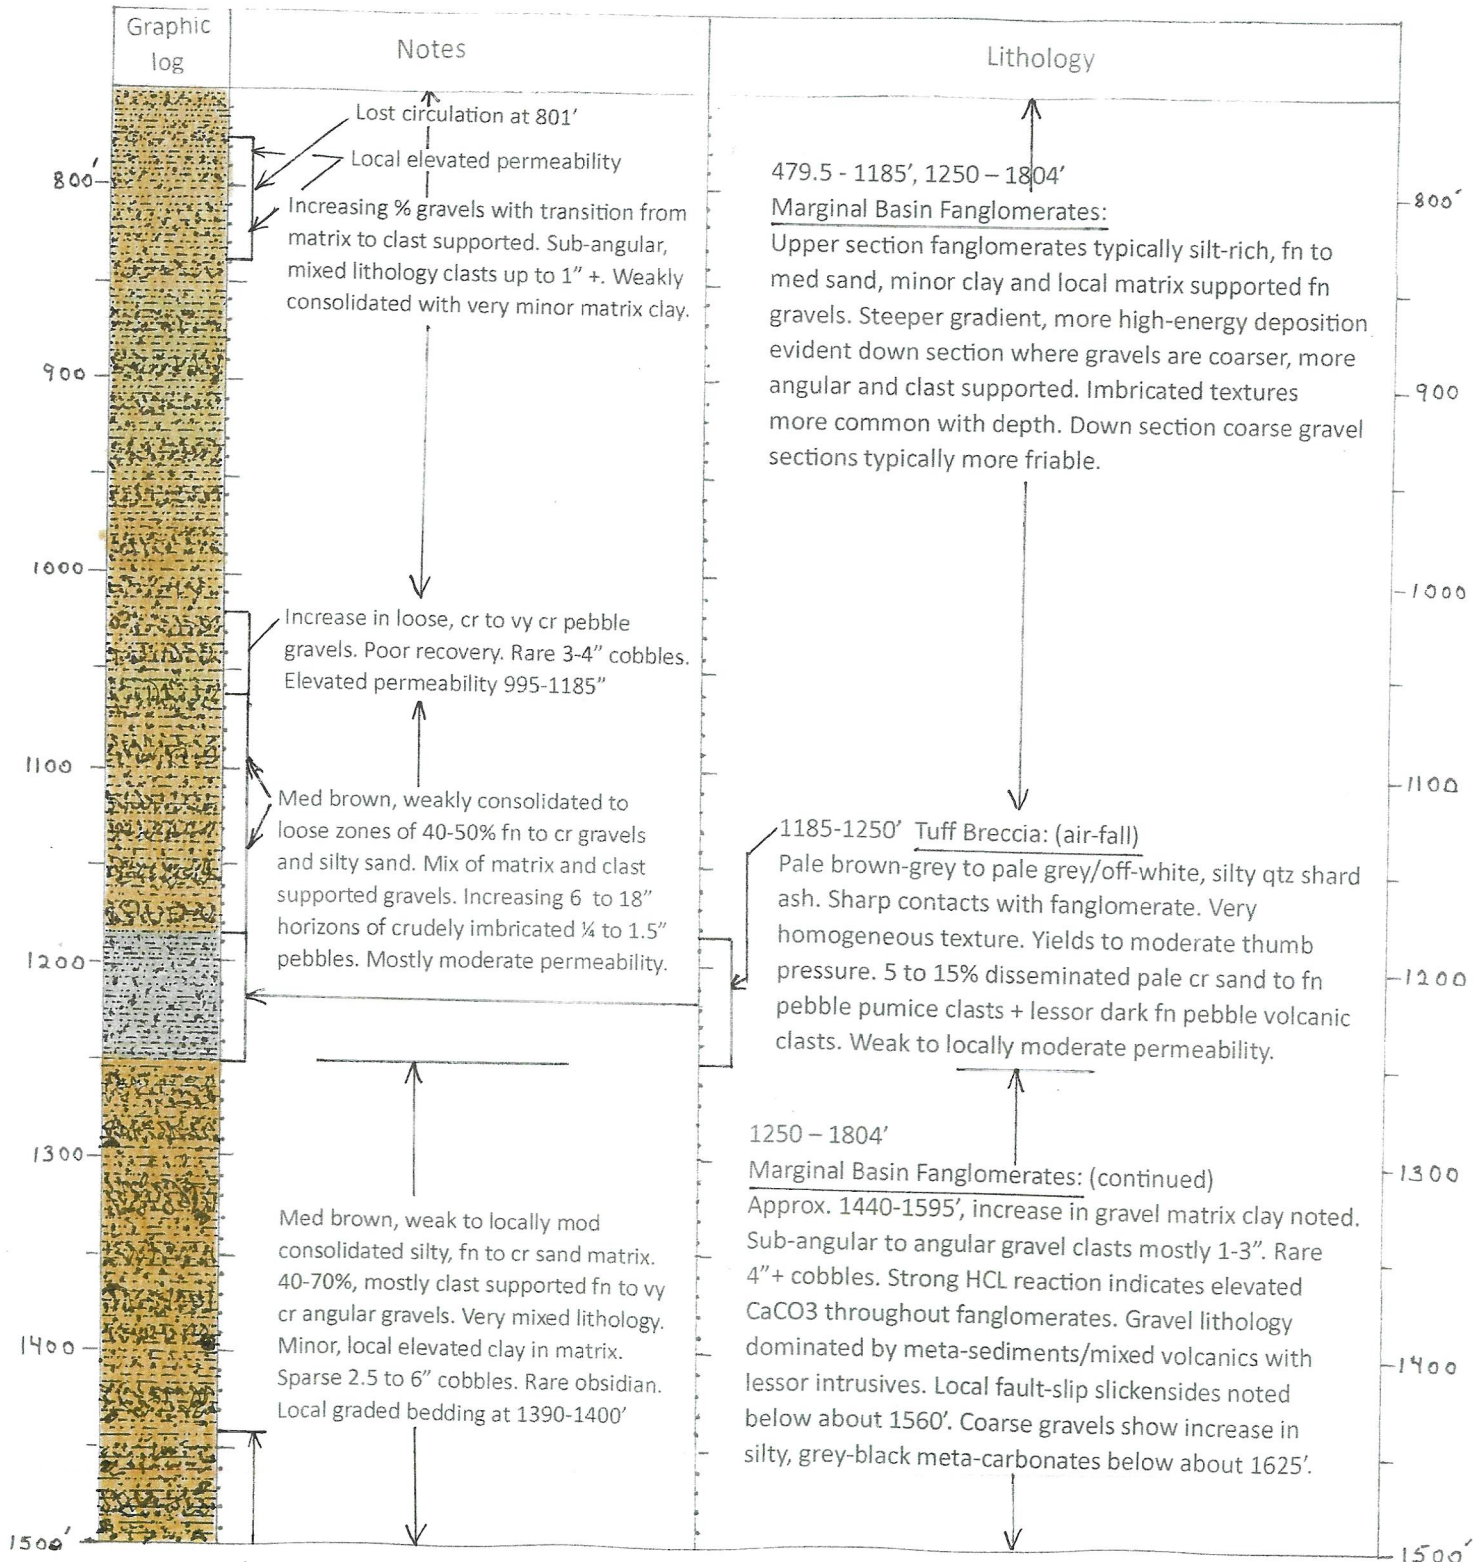 Graphic
log
Notes
Lithology
Lost circulation at 801’
Local elevated permeability
Increasing % gravels with transition from
matrix to clast supported. Sub-angular,
mixed lithology clasts up to 1” +. Weakly
consolidated with very minor matrix clay.
Increase in loose, cr to vy cr pebble
gravels. Poor recovery. Rare 3-4” cobbles.
Elevated permeability 995-1185”
Med brown, weakly consolidated to
loose zones of 40-50% fn to cr gravels
and silty sand. Mix of matrix and clast
supported gravels. Increasing 6 to 18”
horizons of crudely imbricated ¼ to 1.5”
pebbles. Mostly moderate permeability.
Med brown, weak to locally mod
consolidated silty, fn to cr sand matrix.
40-70%, mostly clast supported fn to vy
cr angular gravels. Very mixed lithology.
Minor, local elevated clay in matrix.
Sparse 2.5 to 6” cobbles. Rare obsidian.
Local graded bedding at 1390-1400’
479.5 - 1185’, 1250 – 1804’
Marginal Basin Fanglomerates:
Upper section fanglomerates typically silt-rich, fn to
med sand, minor clay and local matrix supported fn
gravels. Steeper gradient, more high-energy deposition
evident down section where gravels are coarser, more
angular and clast supported. Imbricated textures
more common with depth. Down section coarse gravel
sections typically more friable.
1185-1250’ Tuff Breccia: (air-fall)
Pale brown-grey to pale grey/off-white, silty qtz shard
ash. Sharp contacts with fanglomerate. Very
homogeneous texture. Yields to moderate thumb
pressure. 5 to 15% disseminated pale cr sand to fn
pebble pumice clasts + lessor dark fn pebble volcanic
clasts. Weak to locally moderate permeability.
1250 – 1804’
Marginal Basin Fanglomerates: (continued)
Approx. 1440-1595’, increase in gravel matrix clay noted.
Sub-angular to angular gravel clasts mostly 1-3”. Rare
4”+ cobbles. Strong HCL reaction indicates elevated
CaCO3 throughout fanglomerates. Gravel lithology
dominated by meta-sediments/mixed volcanics with
lessor intrusives. Local fault-slip slickensides noted
below about 1560’. Coarse gravels show increase in
silty, grey-black meta-carbonates below about 1625’.
800’
900
1000
1100
1200
1300
1400
1500’
800’
900
1000
1100
1200
1300
1400
1500’